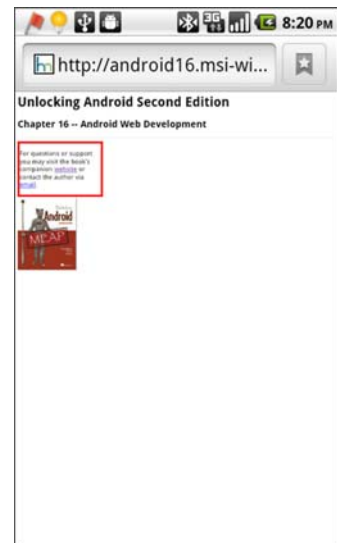 3G
8:20 PM
http://android16.msi-wi...
Unlocking Android Second Edition
Chapter 16 -- Android Web Development
For questions or support
you may visit the book's
companion website or
contact the author via
email.
Android
MEAP